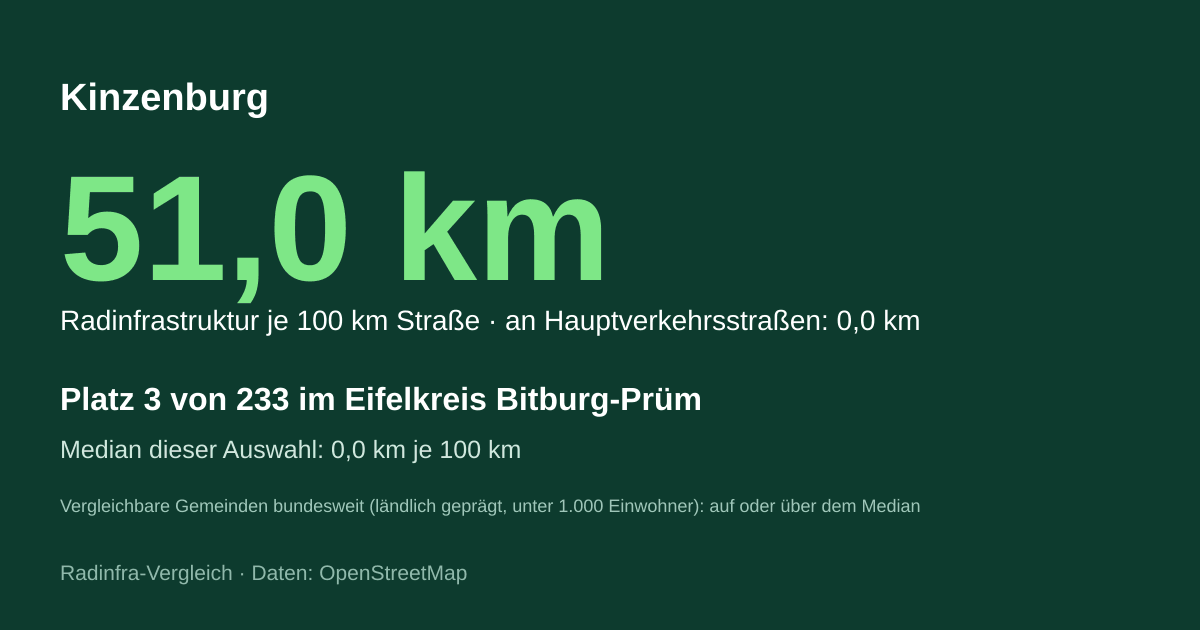 Kinzenburg
51,0 km
Radinfrastruktur je 100 km Straße · an Hauptverkehrsstraßen: 0,0 km
Platz 3 von 233 im Eifelkreis Bitburg-Prüm
Median dieser Auswahl: 0,0 km je 100 km
Vergleichbare Gemeinden bundesweit (ländlich geprägt, unter 1.000 Einwohner): auf oder über dem Median
Radinfra-Vergleich · Daten: OpenStreetMap